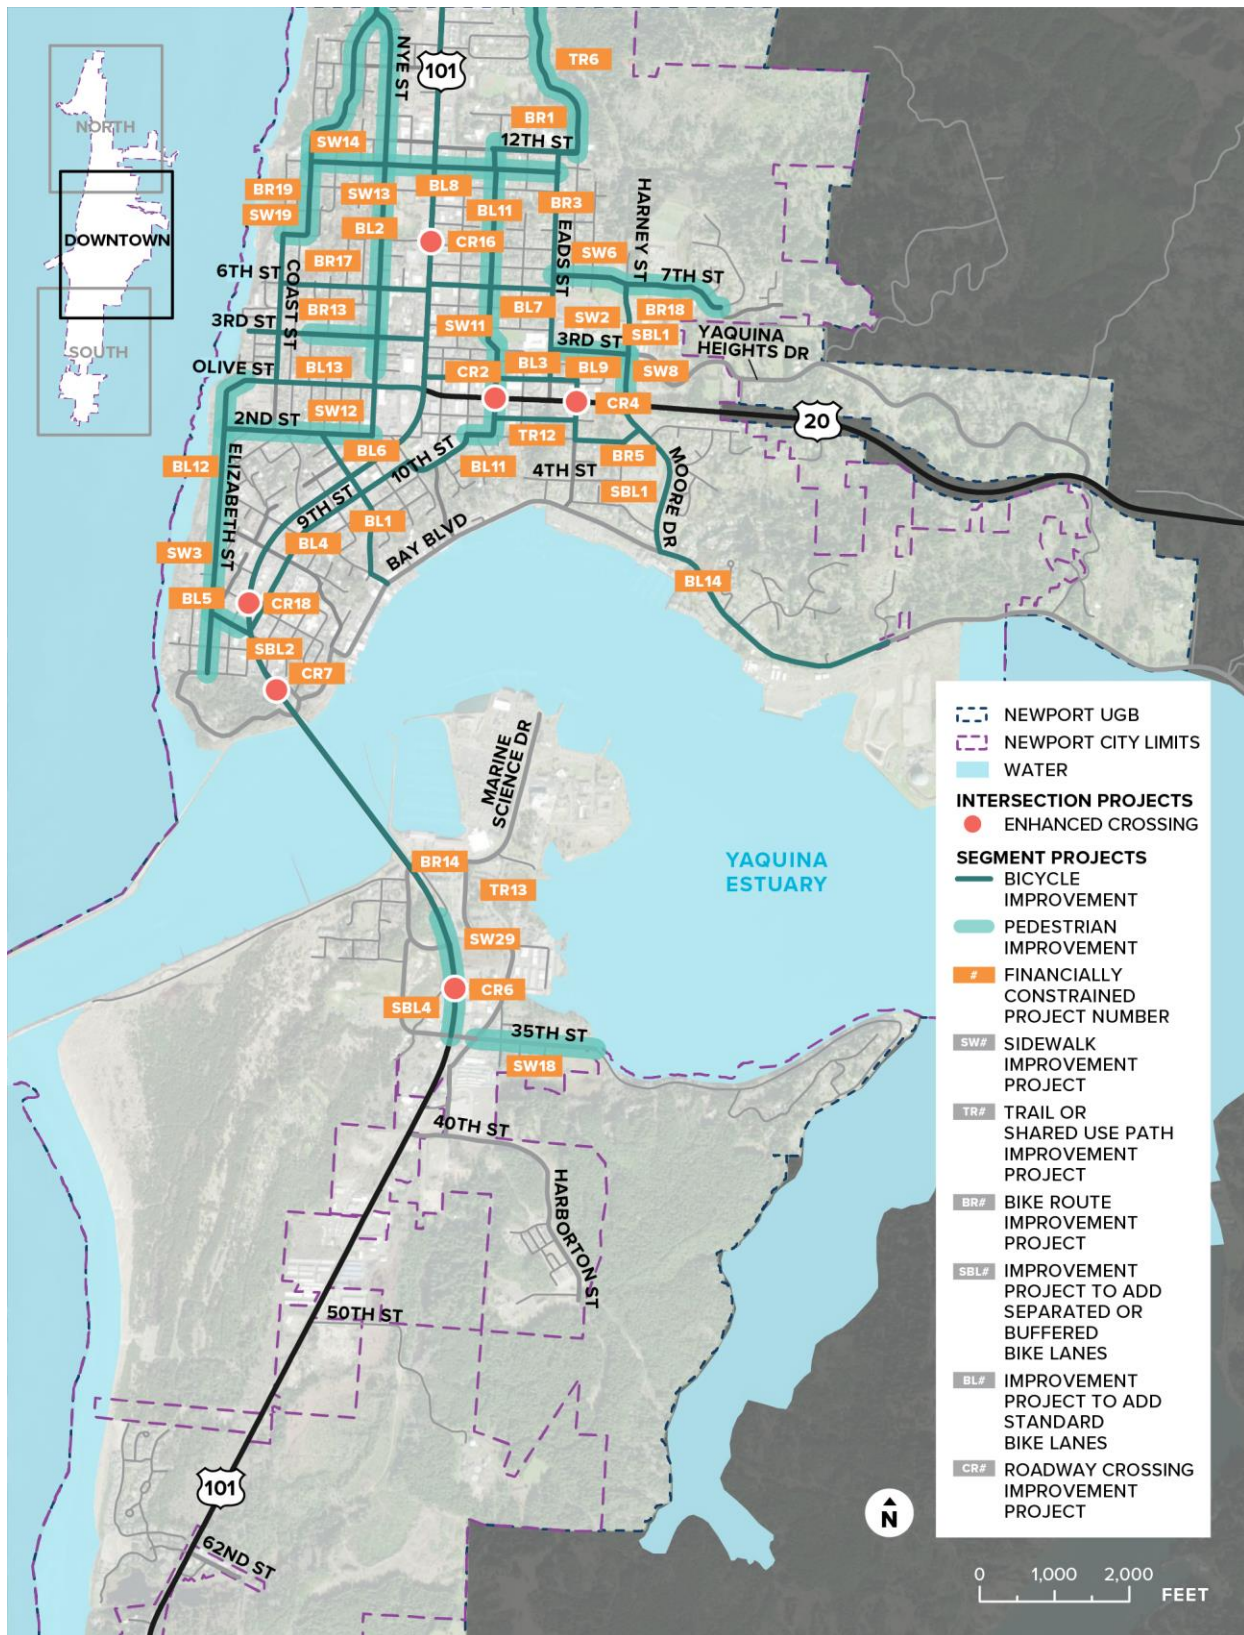 NYE ST
101
TR6
NORTH
BR1
12TH ST
SW14
BR19
SW13
BL8
BL11
BR3
HARNEY ST
SW19
BL2
DOWNTOWN
CR16
EADS ST
SW6
6TH ST
COAST ST
BR17
7TH ST
BR13
BL7
SW2
BR18
3RD ST
SW11
3RD ST
SBL1
YAQUINA
HEIGHTS DR
SOUTH
OLIVE ST
BL13
CR2
BL3
BL9
SW8
2ND ST
SW12
CR4
20
TR12
BL6
10TH ST
BR5
MOORE DR
BL12
ELIZABETH ST
BL11
4TH ST
SBL1
9TH ST
BL1
BL4
BAY BLVD
SW3
BL14
BL5
CR18
SBL2
CR7
MARINE
SCIENCE DR
BR14
TR13
YAQUINA
ESTUARY
SW29
CR6
SBL4
35TH ST
SW18
40TH ST
HARBORTON ST
50TH ST
101
62ND ST
NEWPORT UGB
NEWPORT CITY LIMITS
WATER
INTERSECTION PROJECTS
ENHANCED CROSSING
SEGMENT PROJECTS
BICYCLE
IMPROVEMENT
PEDESTRIAN
IMPROVEMENT
# FINANCIALLY
CONSTRAINED
PROJECT NUMBER
SW# SIDEWALK
IMPROVEMENT
PROJECT
TR# TRAIL OR
SHARED USE PATH
IMPROVEMENT
PROJECT
BR# BIKE ROUTE
IMPROVEMENT
PROJECT
SBL# IMPROVEMENT
PROJECT TO ADD
SEPARATED OR
BUFFERED
BIKE LANES
BL# IMPROVEMENT
PROJECT TO ADD
STANDARD
BIKE LANES
CR# ROADWAY CROSSING
IMPROVEMENT
PROJECT
N
0 1,000 2,000
FEET